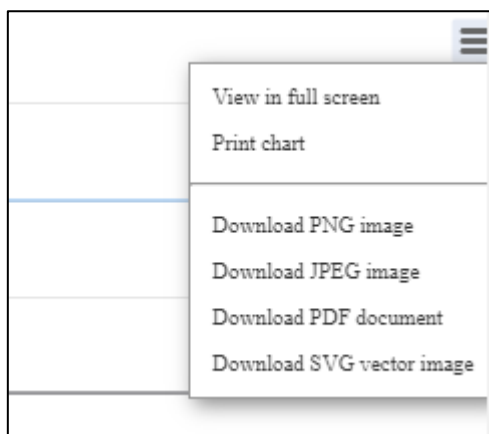 View in full screen
Print chart
Download PNG image
Download JPEG image
Download PDF document
Download SVG vector image